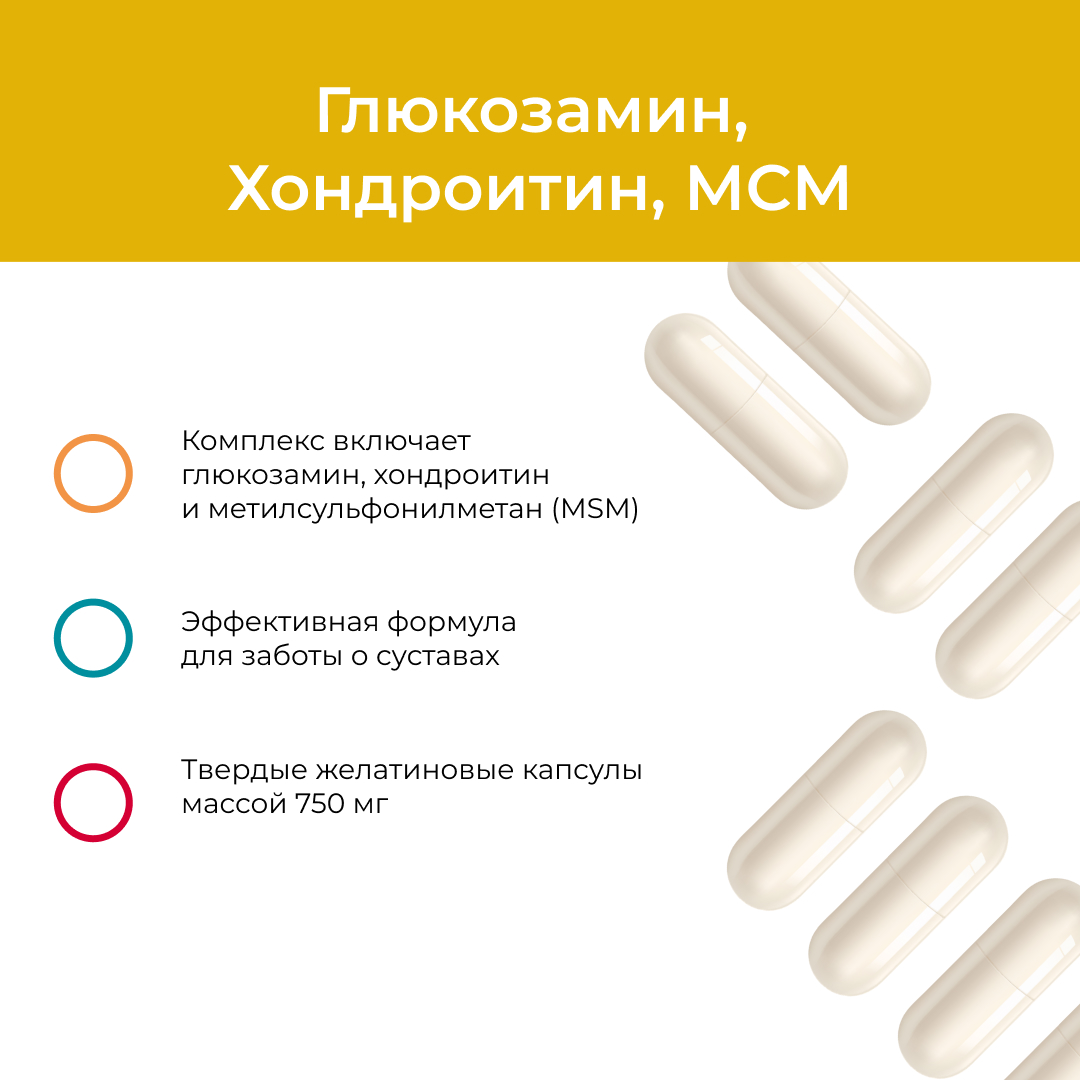 Глюкозамин,
Хондроитин, МСМ
Комплекс включает
глюкозамин, хондроитин
и метилсульфонилметан (MSM)
Эффективная формула
для заботы о суставах
Твердые желатиновые капсулы
массой 750 мг